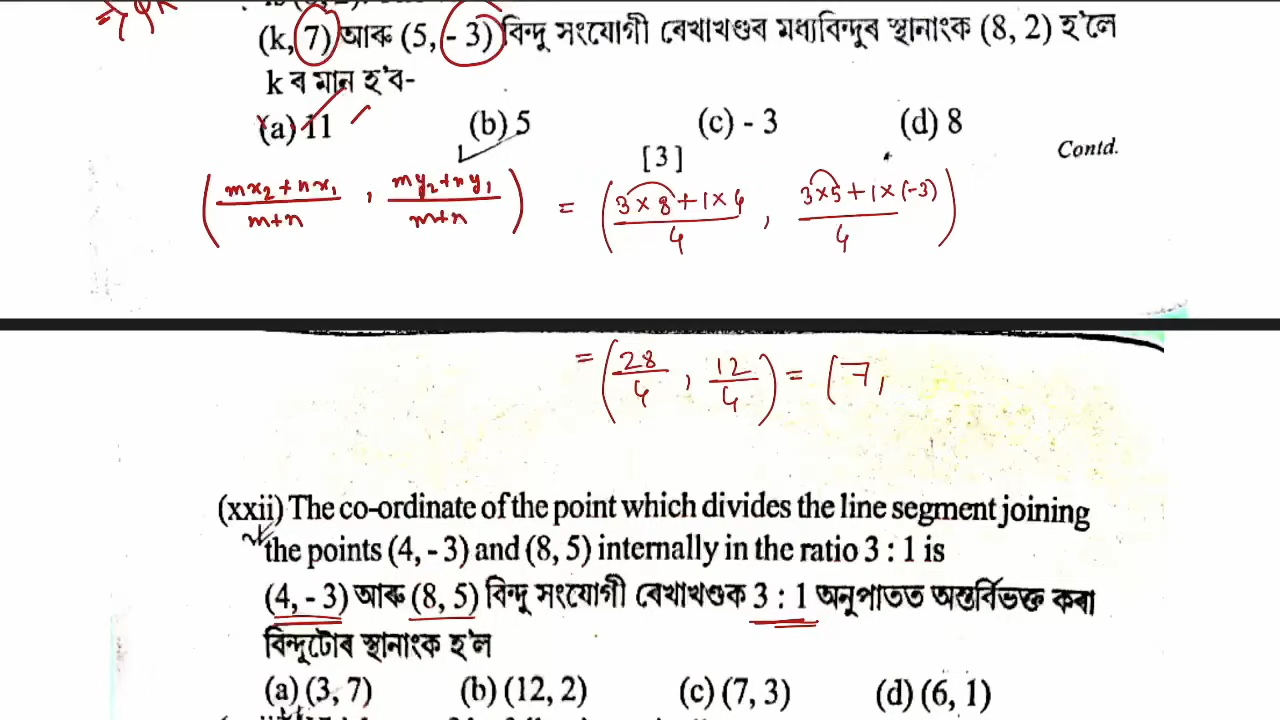 (k, 7) আৰু (5, - 3) বিন্দু সংযোগী ৰেখাখণ্ডৰ মধ্যবিন্দুৰ স্থানাংক (8, 2) হ'লে
k ৰ মান হ'ব-
(a) 11 (b) 5 (c) - 3 (d) 8
[3] Contd.
(mx₂+nx₁/m+n , my₂+ny₁/m+n) = (3×8+1×4/4 , 3×5+1×(-3)/4)
= (28/4 , 12/4) = (7,
(xxii) The co-ordinate of the point which divides the line segment joining
the points (4, - 3) and (8, 5) internally in the ratio 3 : 1 is
(4, - 3) আৰু (8, 5) বিন্দু সংযোগী ৰেখাখণ্ডক 3 : 1 অনুপাতত অন্তৰ্বিভক্ত কৰা
বিন্দুটোৰ স্থানাংক হ'ল
(a) (3, 7) (b) (12, 2) (c) (7, 3) (d) (6, 1)